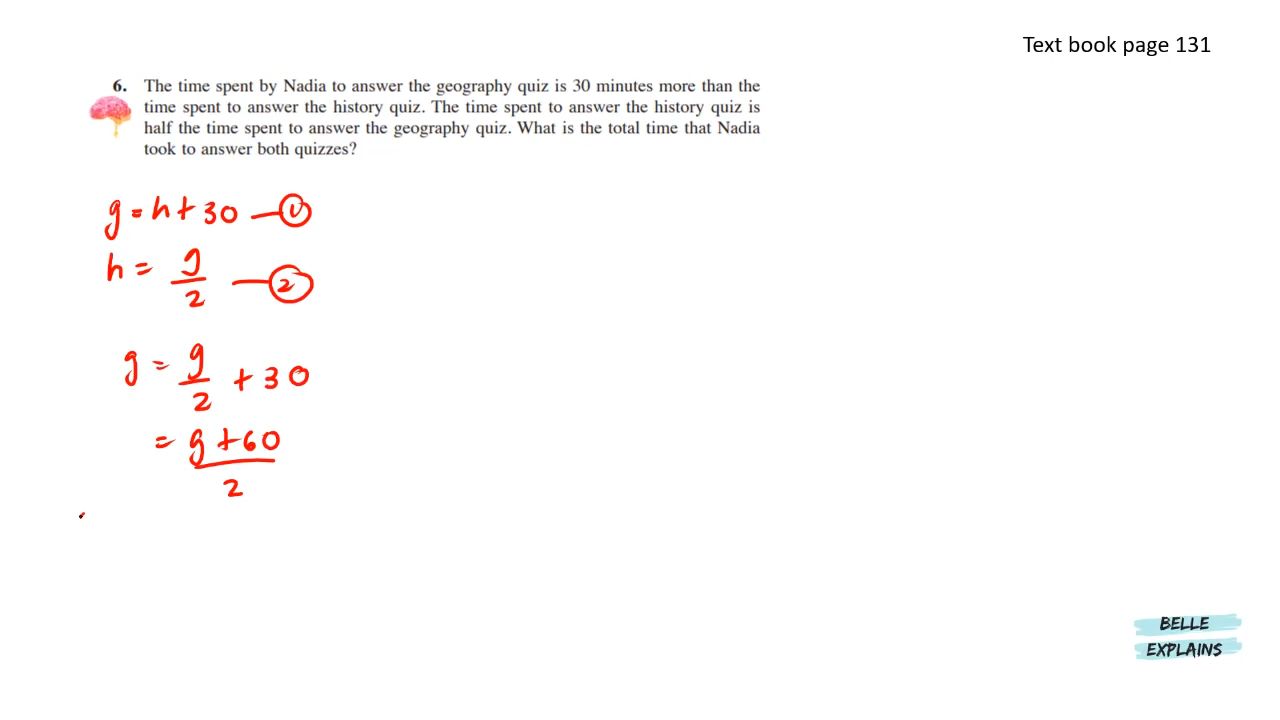 Text book page 131
6. The time spent by Nadia to answer the geography quiz is 30 minutes more than the
time spent to answer the history quiz. The time spent to answer the history quiz is
half the time spent to answer the geography quiz. What is the total time that Nadia
took to answer both quizzes?
g = h + 30 — ①
h = g/2 — ②
g = g/2 + 30
= g + 60/2
BELLE
EXPLAINS